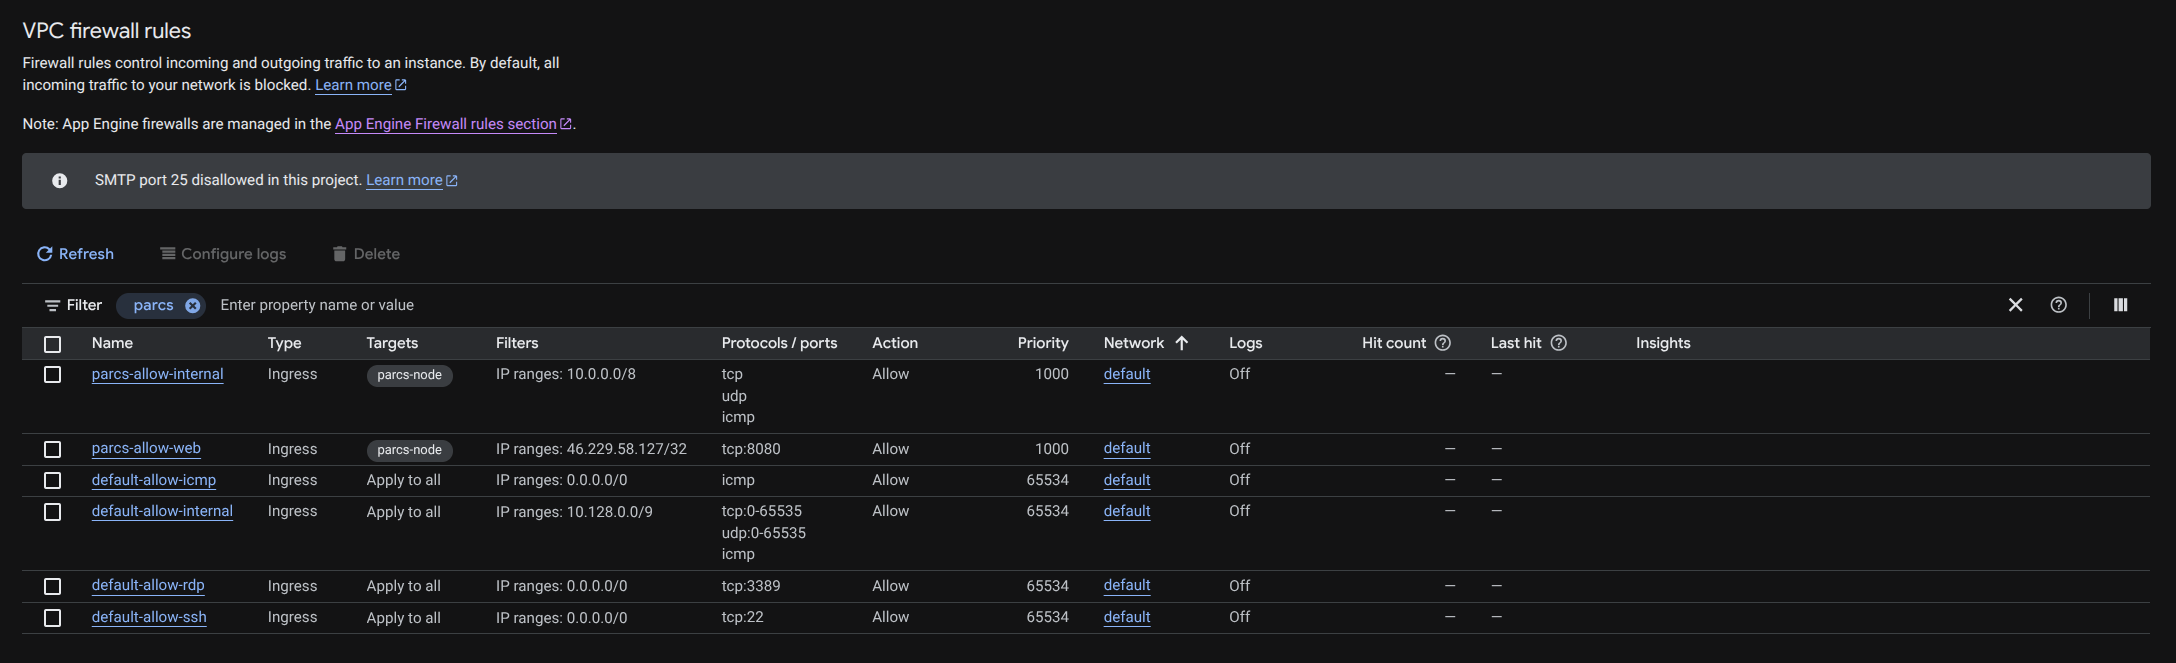 VPC firewall rules
Firewall rules control incoming and outgoing traffic to an instance. By default, all
incoming traffic to your network is blocked. Learn more
Note: App Engine firewalls are managed in the App Engine Firewall rules section.
SMTP port 25 disallowed in this project. Learn more
Refresh Configure logs Delete
Filter parcs Enter property name or value
Name Type Targets Filters Protocols / ports Action Priority Network Logs Hit count Last hit Insights
parcs-allow-internal Ingress parcs-node IP ranges: 10.0.0.0/8 tcp Allow 1000 default Off — —
udp
icmp
parcs-allow-web Ingress parcs-node IP ranges: 46.229.58.127/32 tcp:8080 Allow 1000 default Off — —
default-allow-icmp Ingress Apply to all IP ranges: 0.0.0.0/0 icmp Allow 65534 default Off — —
default-allow-internal Ingress Apply to all IP ranges: 10.128.0.0/9 tcp:0-65535 Allow 65534 default Off — —
udp:0-65535
icmp
default-allow-rdp Ingress Apply to all IP ranges: 0.0.0.0/0 tcp:3389 Allow 65534 default Off — —
default-allow-ssh Ingress Apply to all IP ranges: 0.0.0.0/0 tcp:22 Allow 65534 default Off — —